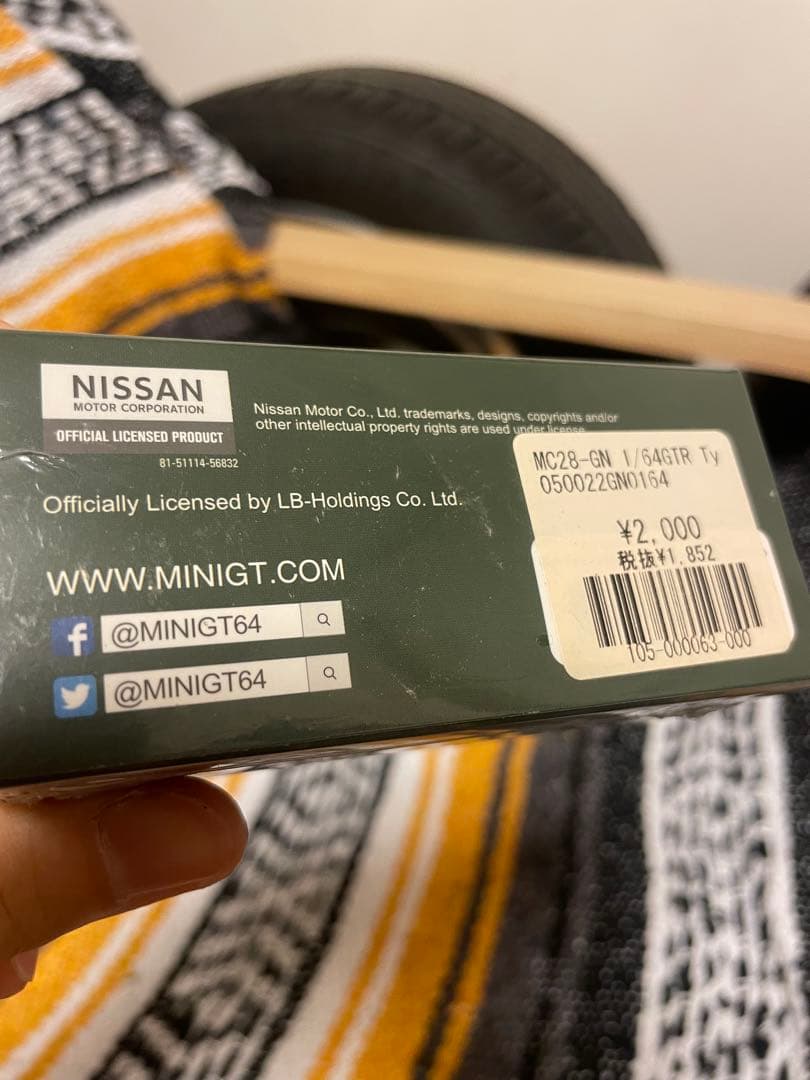 NISSAN
MOTOR CORPORATION
OFFICIAL LICENSED PRODUCT
81-51114-56832
Nissan Motor Co., Ltd. trademarks, designs, copyrights and/or
other intellectual property rights are used under license
Officially Licensed by LB-Holdings Co. Ltd.
WWW.MINIGT.COM
f
@MINIGT64
@MINIGT64
MC28-GN 1/64GTR Ty
050022GN0164
¥2,000
税抜¥1,852
105-000063-000